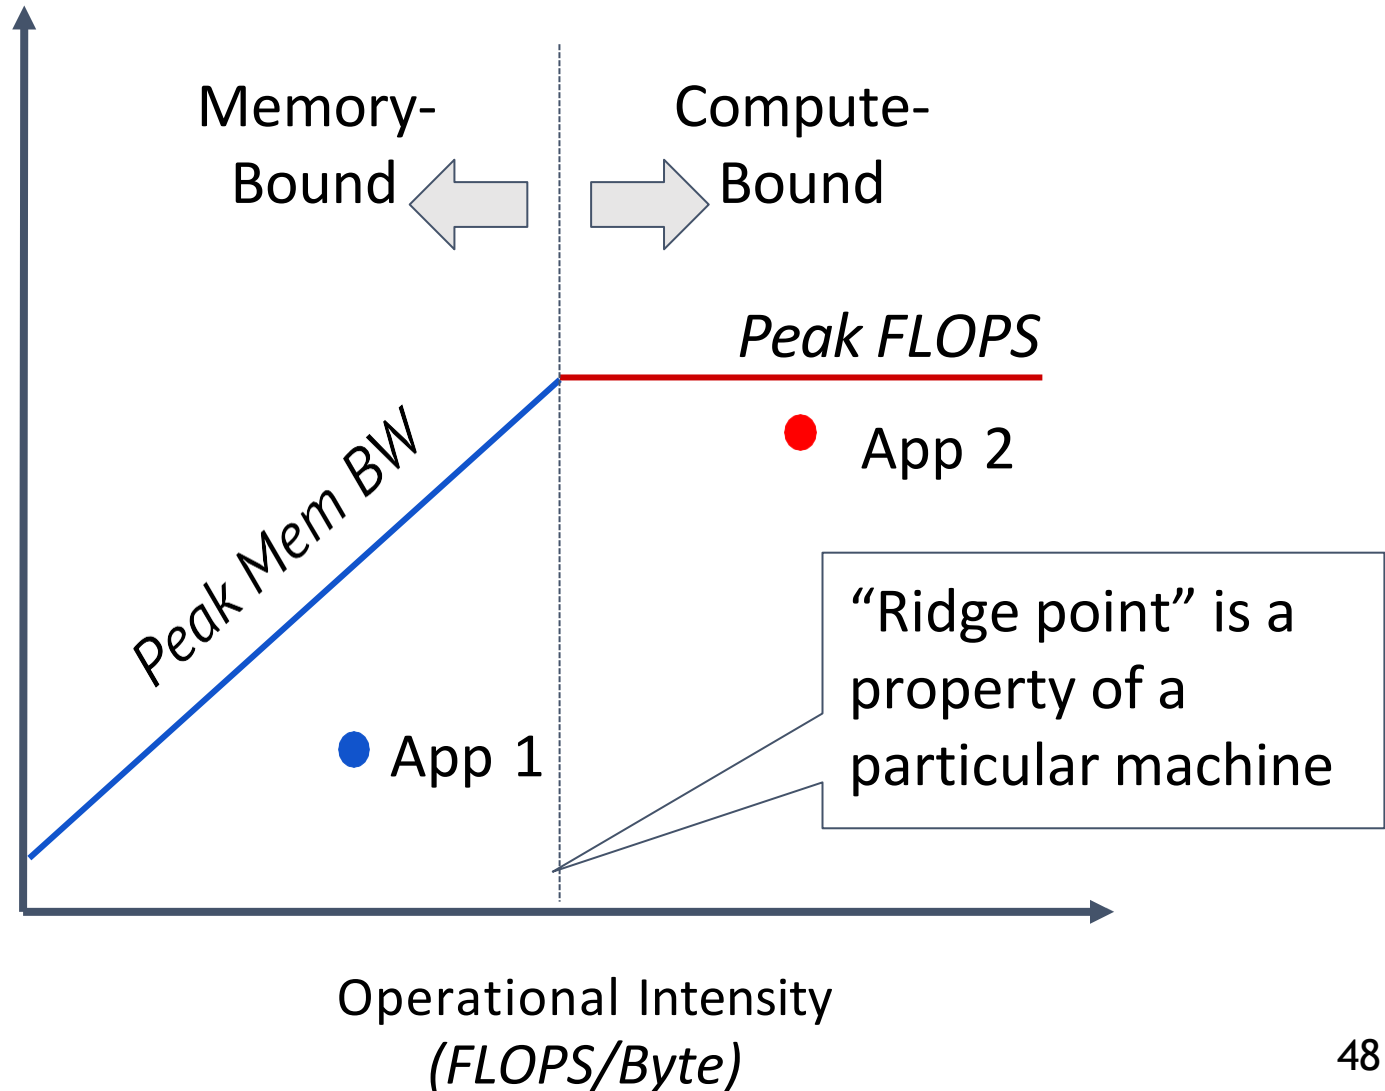 Memory-
Bound
Compute-
Bound
Peak FLOPS
Peak Mem BW
App 2
App 1
“Ridge point” is a
property of a
particular machine
Operational Intensity
(FLOPS/Byte)
48